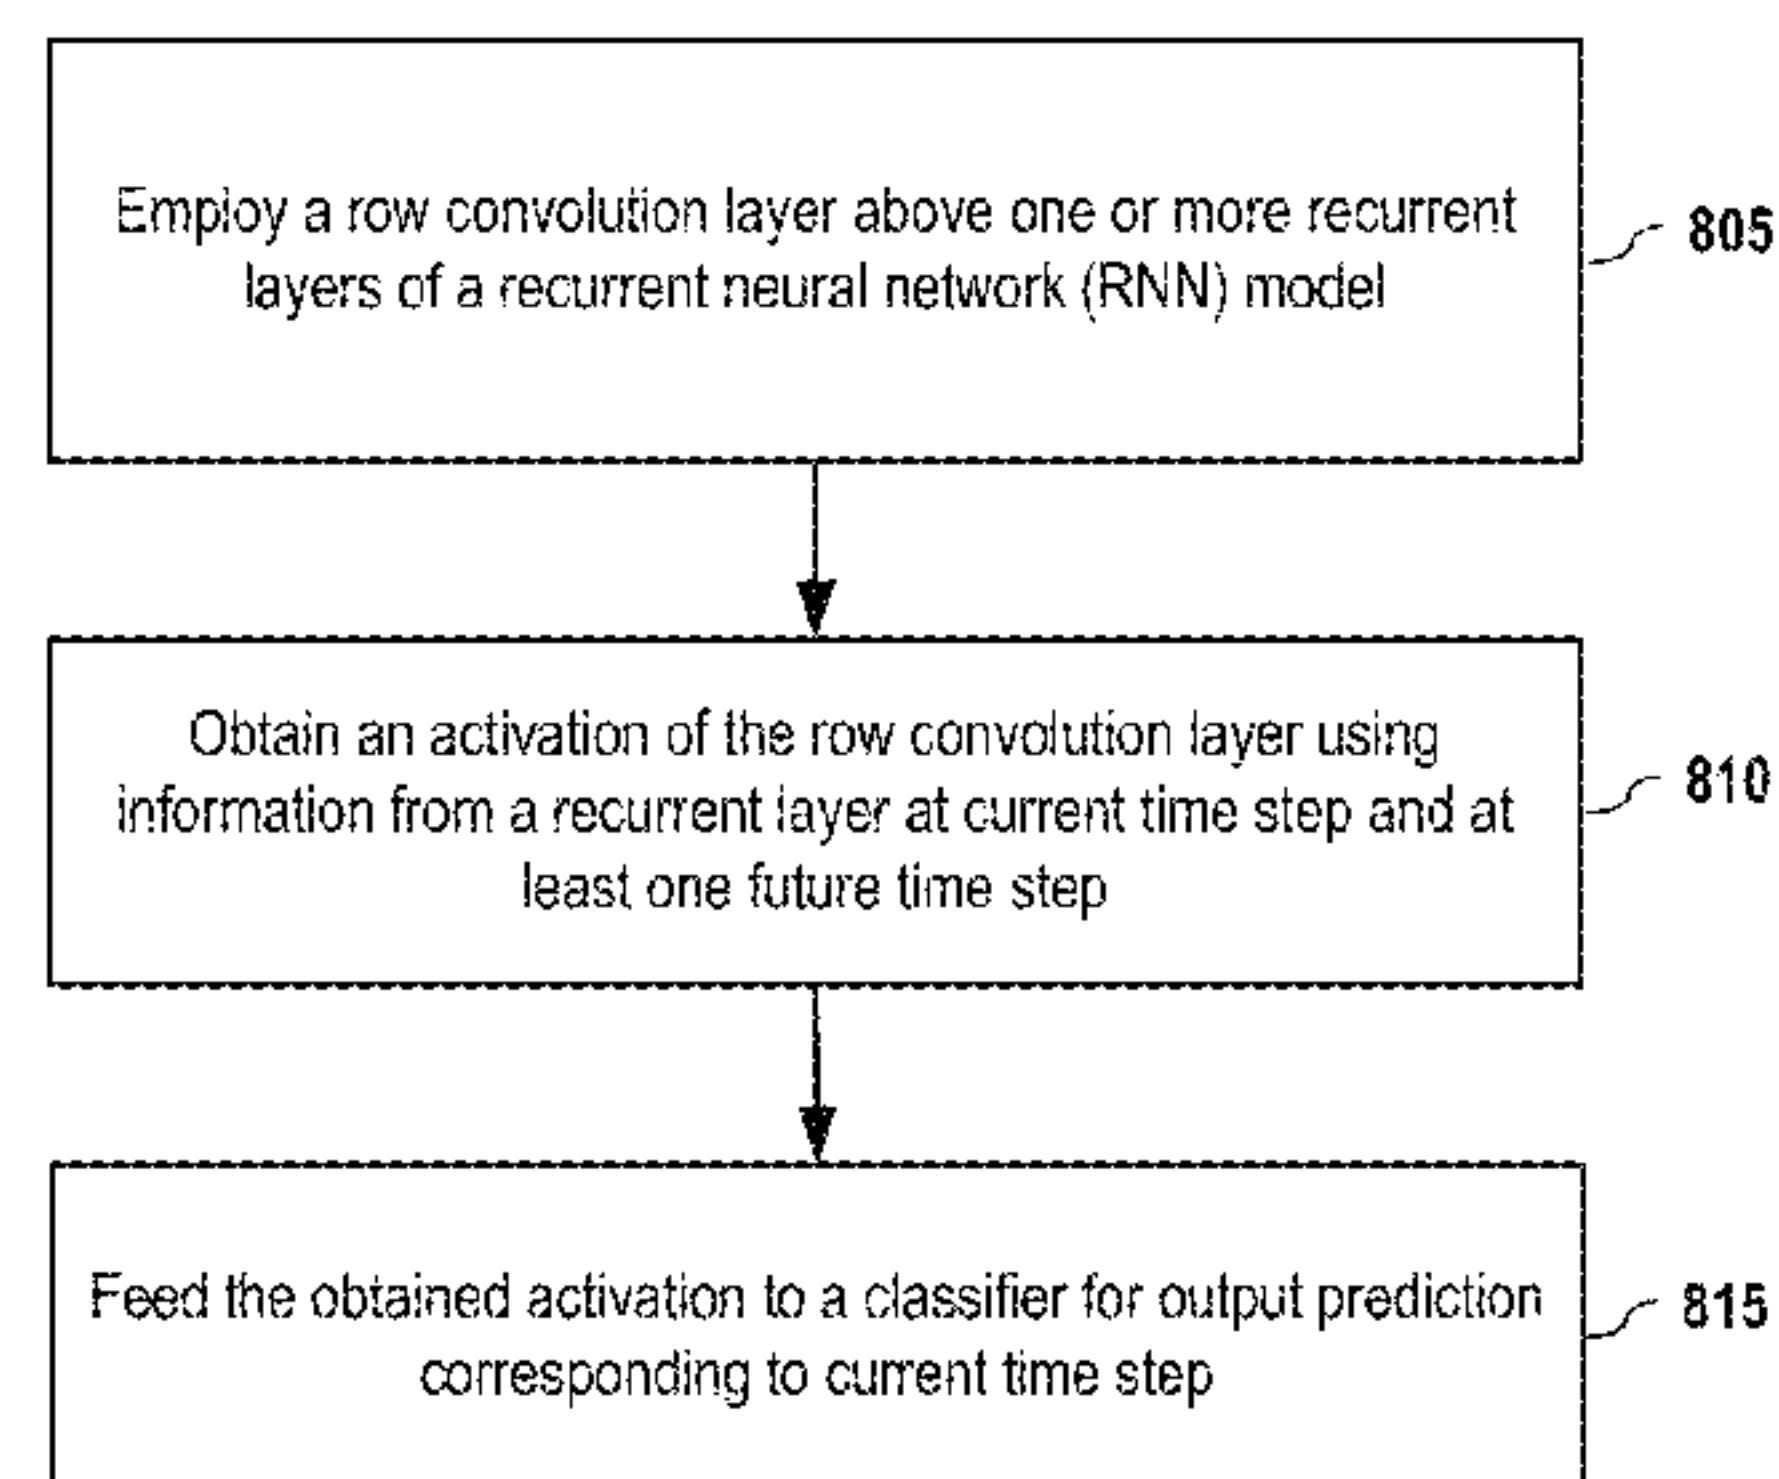 Employ a row convolution layer above one or more recurrent
layers of a recurrent neural network (RNN) model
805
Obtain an activation of the row convolution layer using
information from a recurrent layer at current time step and at
least one future time step
810
Feed the obtained activation to a classifier for output prediction
corresponding to current time step
815